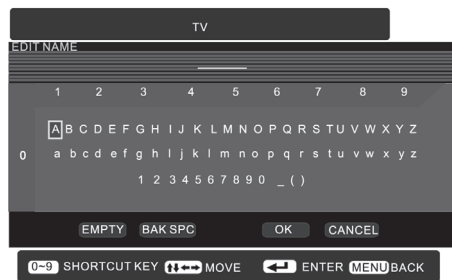 TV
EDIT NAME
1 2 3 4 5 6 7 8 9
A B C D E F G H I J K L M N O P Q R S T U V W X Y Z
0 a b c d e f g h I j k l m n o p q r s t u v w x y z
1 2 3 4 5 6 7 8 9 0 _ ( )
EMPTY BAK SPC OK CANCEL
0~9 SHORTCUT KEY MOVE ENTER MENU BACK